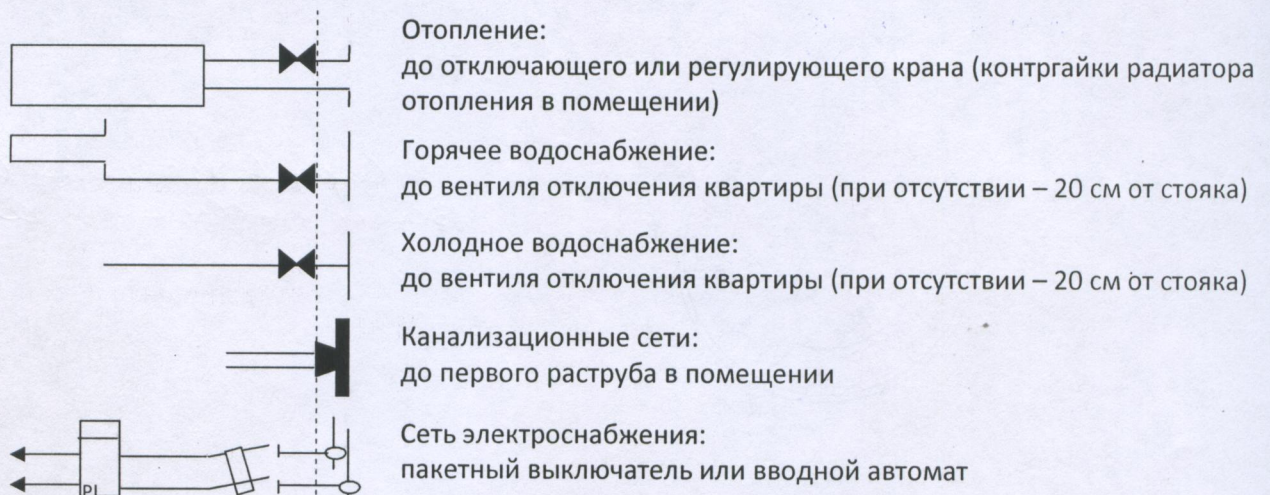 Отопление:
до отключающего или регулирующего крана (контргайки радиатора
отопления в помещении)
Горячее водоснабжение:
до вентиля отключения квартиры (при отсутствии – 20 см от стояка)
Холодное водоснабжение:
до вентиля отключения квартиры (при отсутствии – 20 см от стояка)
Канализационные сети:
до первого раструба в помещении
Сеть электроснабжения:
пакетный выключатель или вводной автомат
PI